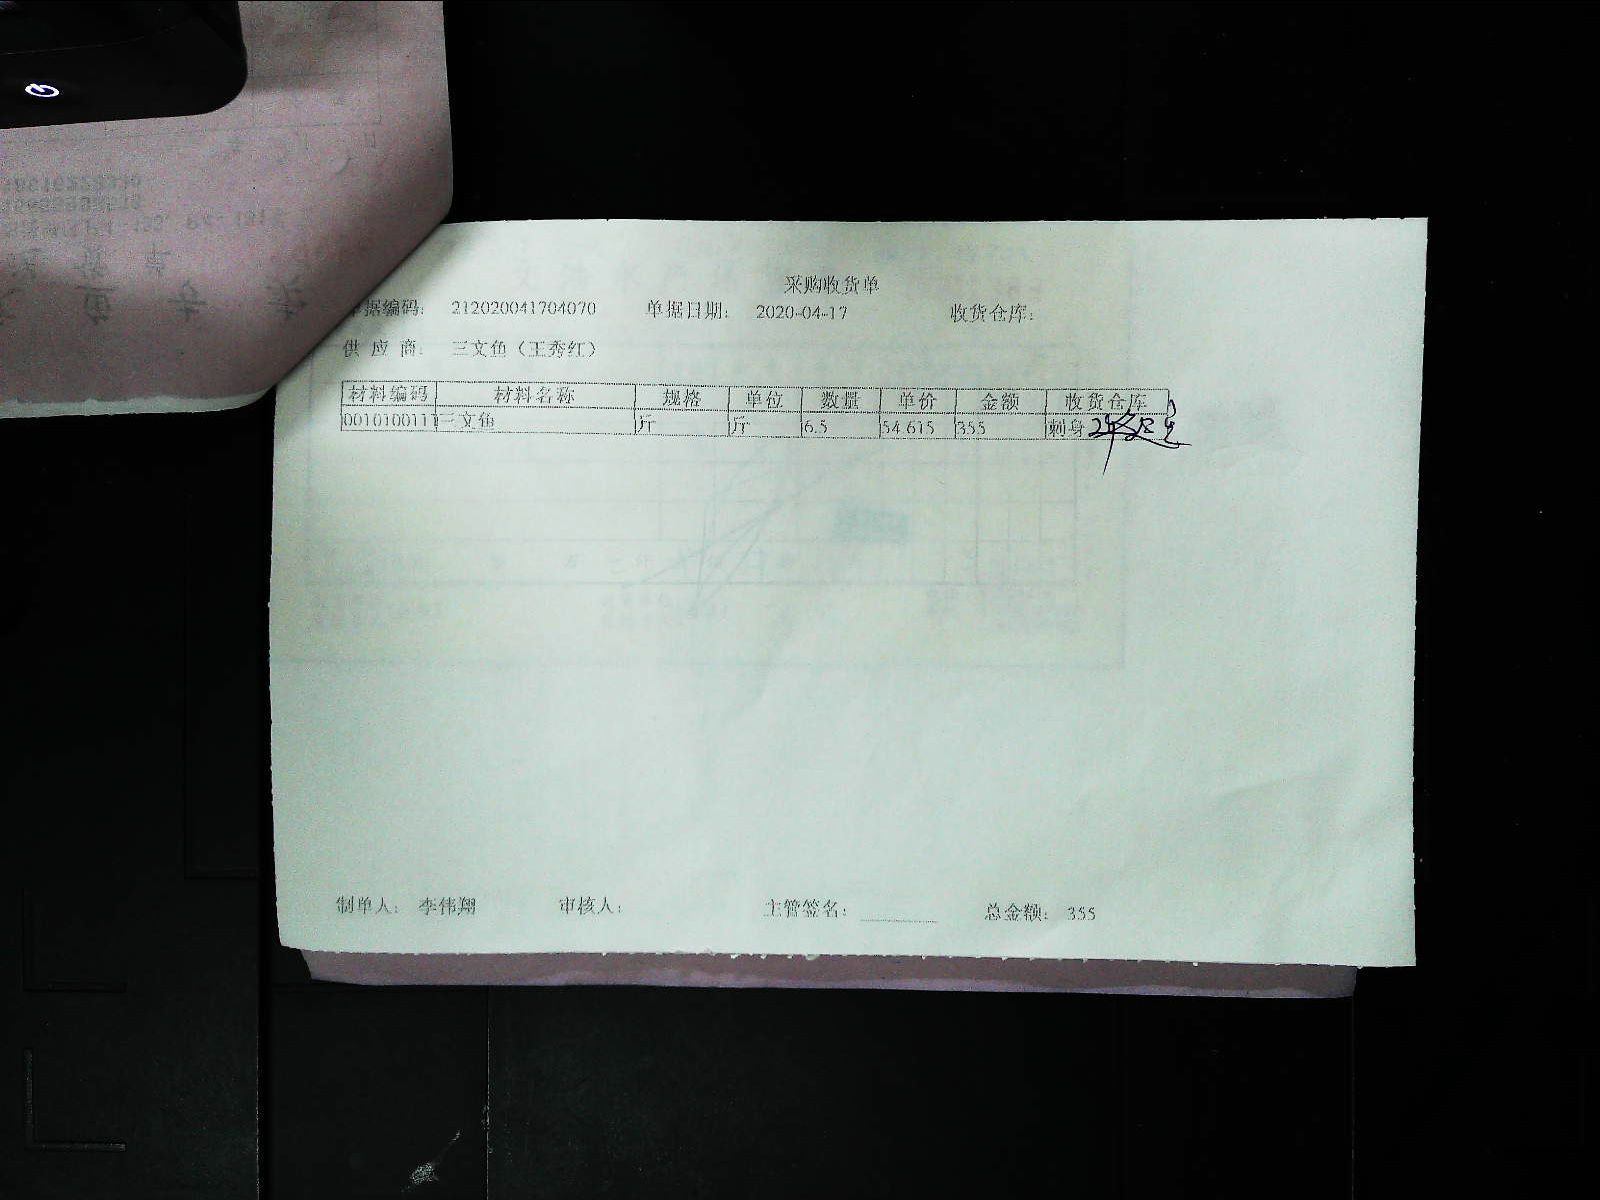 采购收货单
单据编码： 212020041704070 单据日期： 2020-04-17 收货仓库：
供 应 商： 三文鱼（王秀红）
材料编码 材料名称 规格 单位 数量 单价 金额 收货仓库
0010100111 三文鱼 斤 斤 6.5 54.615 355 刺身
制单人： 李伟翔 审核人： 主管签名： 总金额： 355